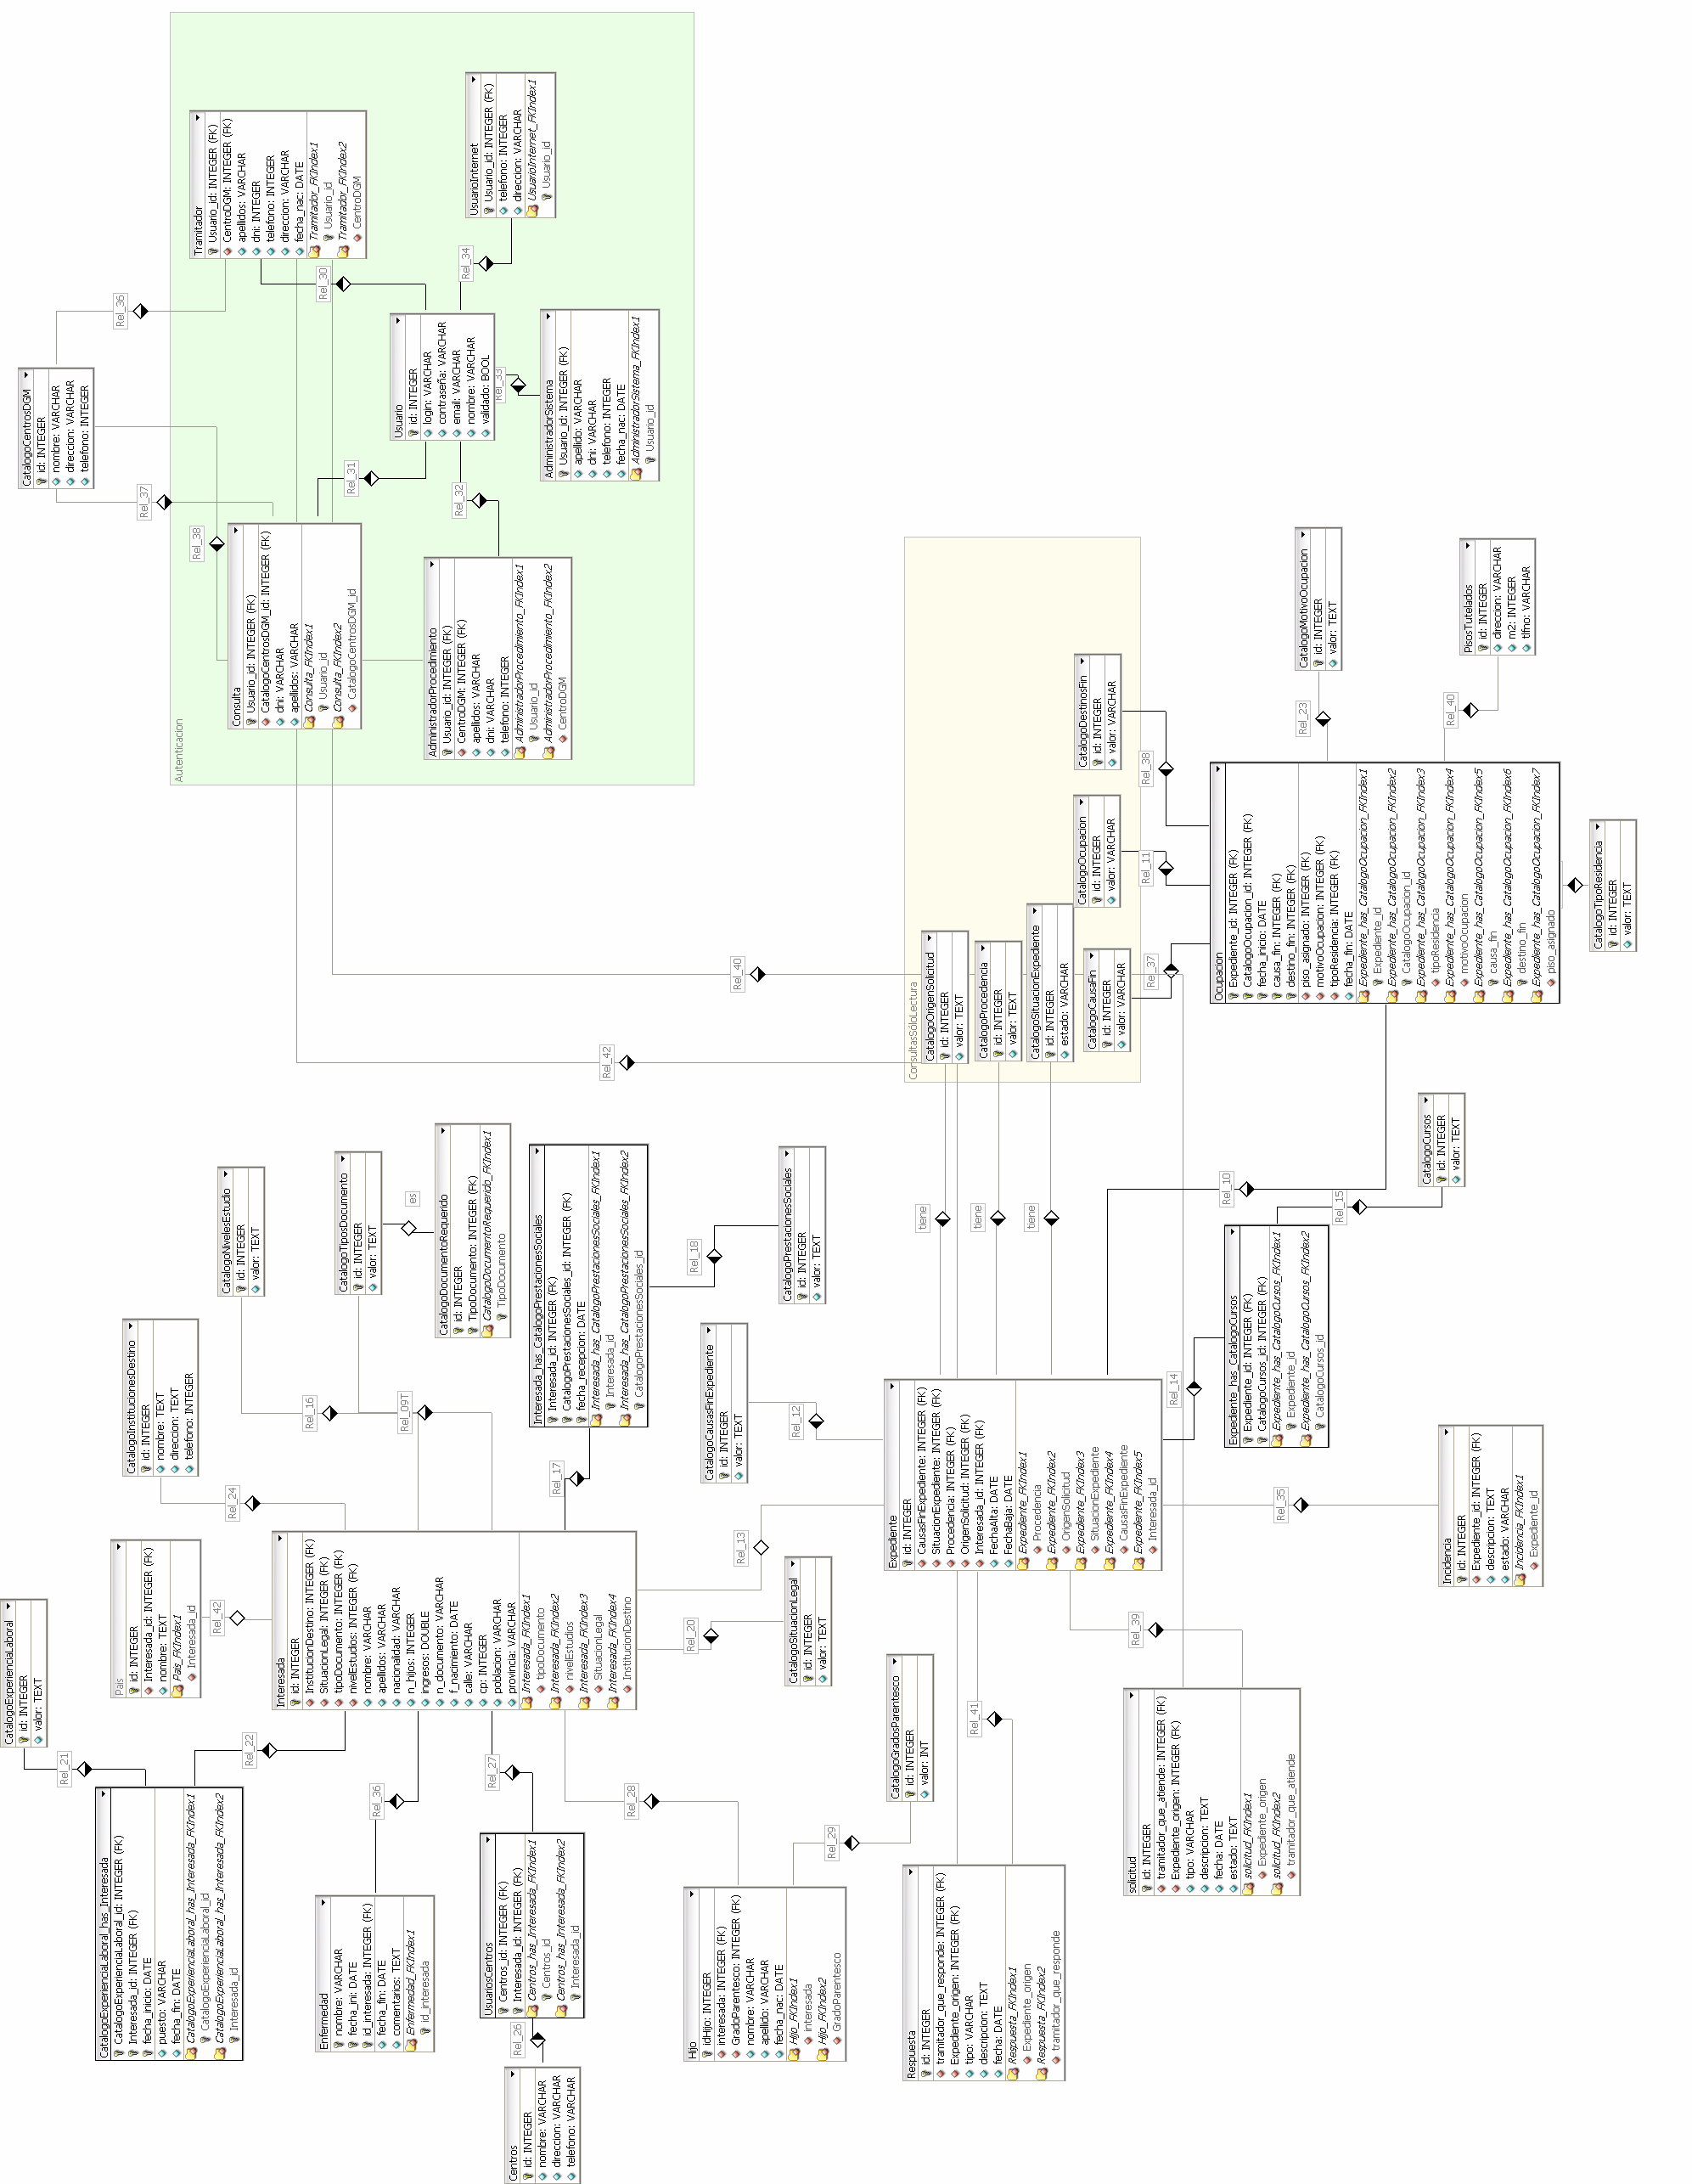 CatalogoExperienciaLaboral
id: INTEGER
valor: TEXT
Rel_21
CatalogoExperienciaLaboral_has_Interesada
CatalogoExperienciaLaboral_id: INTEGER (FK)
Interesada_id: INTEGER (FK)
fecha_inicio: DATE
puesto: VARCHAR
fecha_fin: DATE
CatalogoExperienciaLaboral_has_Interesada_FKIndex1
CatalogoExperienciaLaboral_id
CatalogoExperienciaLaboral_has_Interesada_FKIndex2
Interesada_id
Rel_22
Pais
id: INTEGER
Interesada_id: INTEGER (FK)
nombre: TEXT
Pais_FKIndex1
Interesada_id
Rel_42
CatalogoInstitucionesDestino
id: INTEGER
nombre: TEXT
direccion: TEXT
telefono: INTEGER
Rel_24
CatalogoNivelesEstudio
id: INTEGER
valor: TEXT
Rel_16
CatalogoTiposDocumento
id: INTEGER
valor: TEXT
Rel_09T
es
CatalogoDocumentoRequerido
id: INTEGER
TipoDocumento: INTEGER (FK)
CatalogoDocumentoRequerido_FKIndex1
TipoDocumento
Interesada
id: INTEGER
InstitucionDestino: INTEGER (FK)
SituacionLegal: INTEGER (FK)
tipoDocumento: INTEGER (FK)
nivelEstudios: INTEGER (FK)
nombre: VARCHAR
apellidos: VARCHAR
nacionalidad: VARCHAR
n_hijos: INTEGER
ingresos: DOUBLE
n_documento: VARCHAR
f_nacimiento: DATE
calle: VARCHAR
cp: INTEGER
poblacion: VARCHAR
provincia: VARCHAR
Interesada_FKIndex1
tipoDocumento
Interesada_FKIndex2
nivelEstudios
Interesada_FKIndex3
SituacionLegal
Interesada_FKIndex4
InstitucionDestino
Enfermedad
nombre: VARCHAR
fecha_ini: DATE
id_interesada: INTEGER (FK)
fecha_fin: DATE
comentarios: TEXT
Enfermedad_FKIndex1
id_interesada
Rel_36
UsuariosCentros
Centros_id: INTEGER (FK)
Interesada_id: INTEGER (FK)
Centros_has_Interesada_FKIndex1
Centros_id
Centros_has_Interesada_FKIndex2
Interesada_id
Rel_27
Rel_26
Centros
id: INTEGER
nombre: VARCHAR
direccion: VARCHAR
telefono: VARCHAR
Interesada_has_CatalogoPrestacionesSociales
Interesada_id: INTEGER (FK)
CatalogoPrestacionesSociales_id: INTEGER (FK)
fecha_recepcion: DATE
Interesada_has_CatalogoPrestacionesSociales_FKIndex1
Interesada_id
Interesada_has_CatalogoPrestacionesSociales_FKIndex2
CatalogoPrestacionesSociales_id
Rel_17
Rel_18
CatalogoPrestacionesSociales
id: INTEGER
valor: TEXT
CatalogoCausasFinExpediente
id: INTEGER
valor: TEXT
Rel_12
Rel_13
Rel_20
CatalogoSituacionLegal
id: INTEGER
valor: TEXT
Rel_28
Hijo
idHijo: INTEGER
interesada: INTEGER (FK)
GradoParentesco: INTEGER (FK)
nombre: VARCHAR
apellido: VARCHAR
fecha_nac: DATE
Hijo_FKIndex1
interesada
Hijo_FKIndex2
GradoParentesco
Rel_29
CatalogoGradosParentesco
id: INTEGER
valor: INT
Expediente
id: INTEGER
CausasFinExpediente: INTEGER (FK)
SituacionExpediente: INTEGER (FK)
Procedencia: INTEGER (FK)
OrigenSolicitud: INTEGER (FK)
Interesada_id: INTEGER (FK)
FechaAlta: DATE
FechaBaja: DATE
Expediente_FKIndex1
Procedencia
Expediente_FKIndex2
OrigenSolicitud
Expediente_FKIndex3
SituacionExpediente
Expediente_FKIndex4
CausasFinExpediente
Expediente_FKIndex5
Interesada_id
Respuesta
id: INTEGER
tramitador_que_responde: INTEGER (FK)
Expediente_origen: INTEGER (FK)
tipo: VARCHAR
descripcion: TEXT
fecha: DATE
Respuesta_FKIndex1
Expediente_origen
Respuesta_FKIndex2
tramitador_que_responde
Rel_41
solicitud
id: INTEGER
tramitador_que_atiende: INTEGER (FK)
Expediente_origen: INTEGER (FK)
tipo: VARCHAR
descripcion: TEXT
fecha: DATE
estado: TEXT
solicitud_FKIndex1
Expediente_origen
solicitud_FKIndex2
tramitador_que_atiende
Rel_39
Rel_14
Expediente_has_CatalogoCursos
Expediente_id: INTEGER (FK)
CatalogoCursos_id: INTEGER (FK)
Expediente_has_CatalogoCursos_FKIndex1
Expediente_id
Expediente_has_CatalogoCursos_FKIndex2
CatalogoCursos_id
Rel_15
Rel_10
CatalogoCursos
id: INTEGER
valor: TEXT
Rel_35
Incidencia
id: INTEGER
Expediente_id: INTEGER (FK)
descripcion: TEXT
estado: VARCHAR
Incidencia_FKIndex1
Expediente_id
tiene
tiene
tiene
CatalogoCentrosDGM
id: INTEGER
nombre: VARCHAR
direccion: VARCHAR
telefono: INTEGER
Rel_36
Rel_37
Rel_38
Autenticacion
Tramitador
Usuario_id: INTEGER (FK)
CentroDGM: INTEGER (FK)
apellidos: VARCHAR
dni: INTEGER
telefono: INTEGER
direccion: VARCHAR
fecha_nac: DATE
Tramitador_FKIndex1
Usuario_id
Tramitador_FKIndex2
CentroDGM
Rel_30
Consulta
Usuario_id: INTEGER (FK)
CatalogoCentrosDGM_id: INTEGER (FK)
dni: VARCHAR
apellidos: VARCHAR
Consulta_FKIndex1
Usuario_id
Consulta_FKIndex2
CatalogoCentrosDGM_id
Rel_31
Usuario
id: INTEGER
login: VARCHAR
contraseña: VARCHAR
email: VARCHAR
nombre: VARCHAR
validado: BOOL
Rel_34
UsuarioInternet
Usuario_id: INTEGER (FK)
telefono: INTEGER
direccion: VARCHAR
UsuarioInternet_FKIndex1
Usuario_id
Rel_32
Rel_33
AdministradorProcedimiento
Usuario_id: INTEGER (FK)
CentroDGM: INTEGER (FK)
apellidos: VARCHAR
dni: VARCHAR
telefono: INTEGER
AdministradorProcedimiento_FKIndex1
Usuario_id
AdministradorProcedimiento_FKIndex2
CentroDGM
AdministradorSistema
Usuario_id: INTEGER (FK)
apellido: VARCHAR
dni: VARCHAR
telefono: INTEGER
fecha_nac: DATE
AdministradorSistema_FKIndex1
Usuario_id
Rel_42
Rel_40
ConsultasSóloLectura
CatalogoOrigenSolicitud
id: INTEGER
valor: TEXT
CatalogoProcedencia
id: INTEGER
valor: TEXT
CatalogoSituacionExpediente
id: INTEGER
estado: VARCHAR
CatalogoCausaFin
id: INTEGER
valor: VARCHAR
CatalogoOcupacion
id: INTEGER
valor: VARCHAR
CatalogoDestinosFin
id: INTEGER
valor: VARCHAR
Rel_37
Rel_11
Rel_38
Ocupacion
Expediente_id: INTEGER (FK)
CatalogoOcupacion_id: INTEGER (FK)
fecha_inicio: DATE
causa_fin: INTEGER (FK)
destino_fin: INTEGER (FK)
piso_asignado: INTEGER (FK)
motivoOcupacion: INTEGER (FK)
tipoResidencia: INTEGER (FK)
fecha_fin: DATE
Expediente_has_CatalogoOcupacion_FKIndex1
Expediente_id
Expediente_has_CatalogoOcupacion_FKIndex2
CatalogoOcupacion_id
Expediente_has_CatalogoOcupacion_FKIndex3
tipoResidencia
Expediente_has_CatalogoOcupacion_FKIndex4
motivoOcupacion
Expediente_has_CatalogoOcupacion_FKIndex5
causa_fin
Expediente_has_CatalogoOcupacion_FKIndex6
destino_fin
Expediente_has_CatalogoOcupacion_FKIndex7
piso_asignado
Rel_23
CatalogoMotivoOcupacion
id: INTEGER
valor: TEXT
Rel_40
PisosTutelados
id: INTEGER
direccion: VARCHAR
m2: INTEGER
tlfno: VARCHAR
CatalogoTipoResidencia
id: INTEGER
valor: TEXT